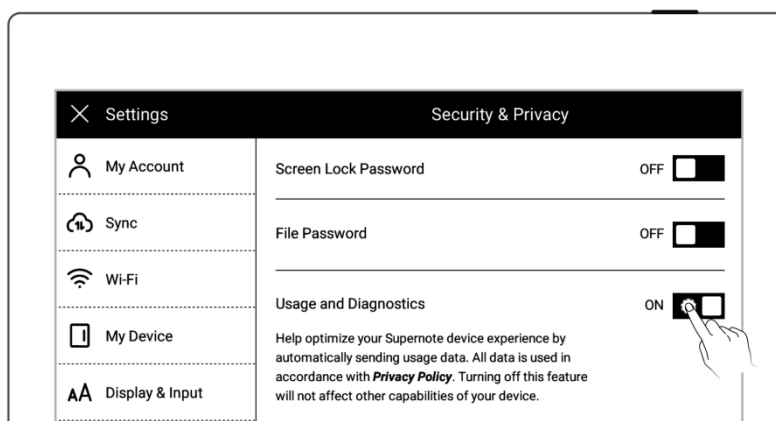 Settings
Security & Privacy
My Account
Screen Lock Password
OFF
Sync
File Password
OFF
Wi-Fi
Usage and Diagnostics
ON
My Device
Help optimize your Supernote device experience by
automatically sending usage data. All data is used in
accordance with Privacy Policy. Turning off this feature
will not affect other capabilities of your device.
AA Display & Input